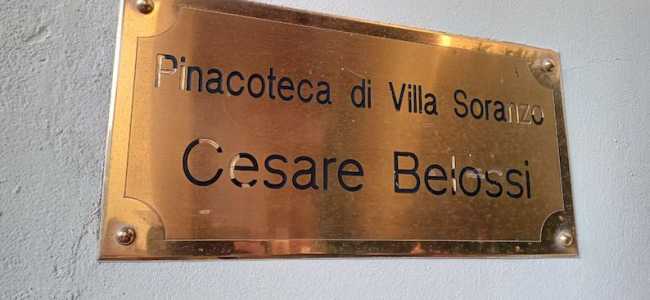 Pinacoteca di Villa Soranzo
Cesare Belossi